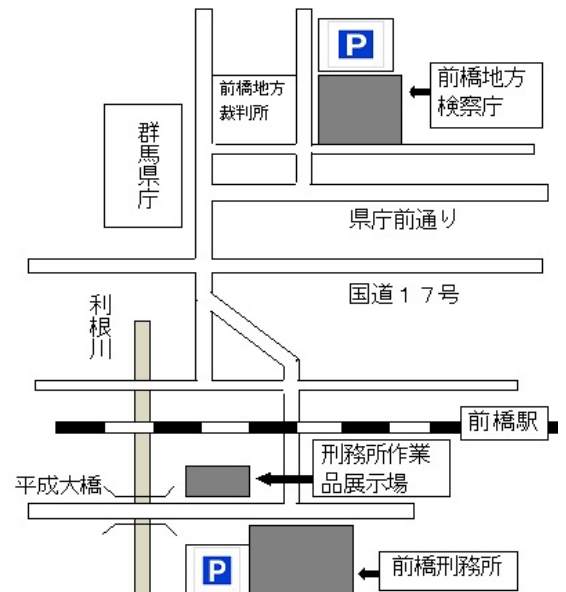 P
前橋地方
検察庁
前橋地方
裁判所
群馬県庁
県庁前通り
国道１７号
利根川
前橋駅
刑務所作業
品展示場
平成大橋
P
前橋刑務所